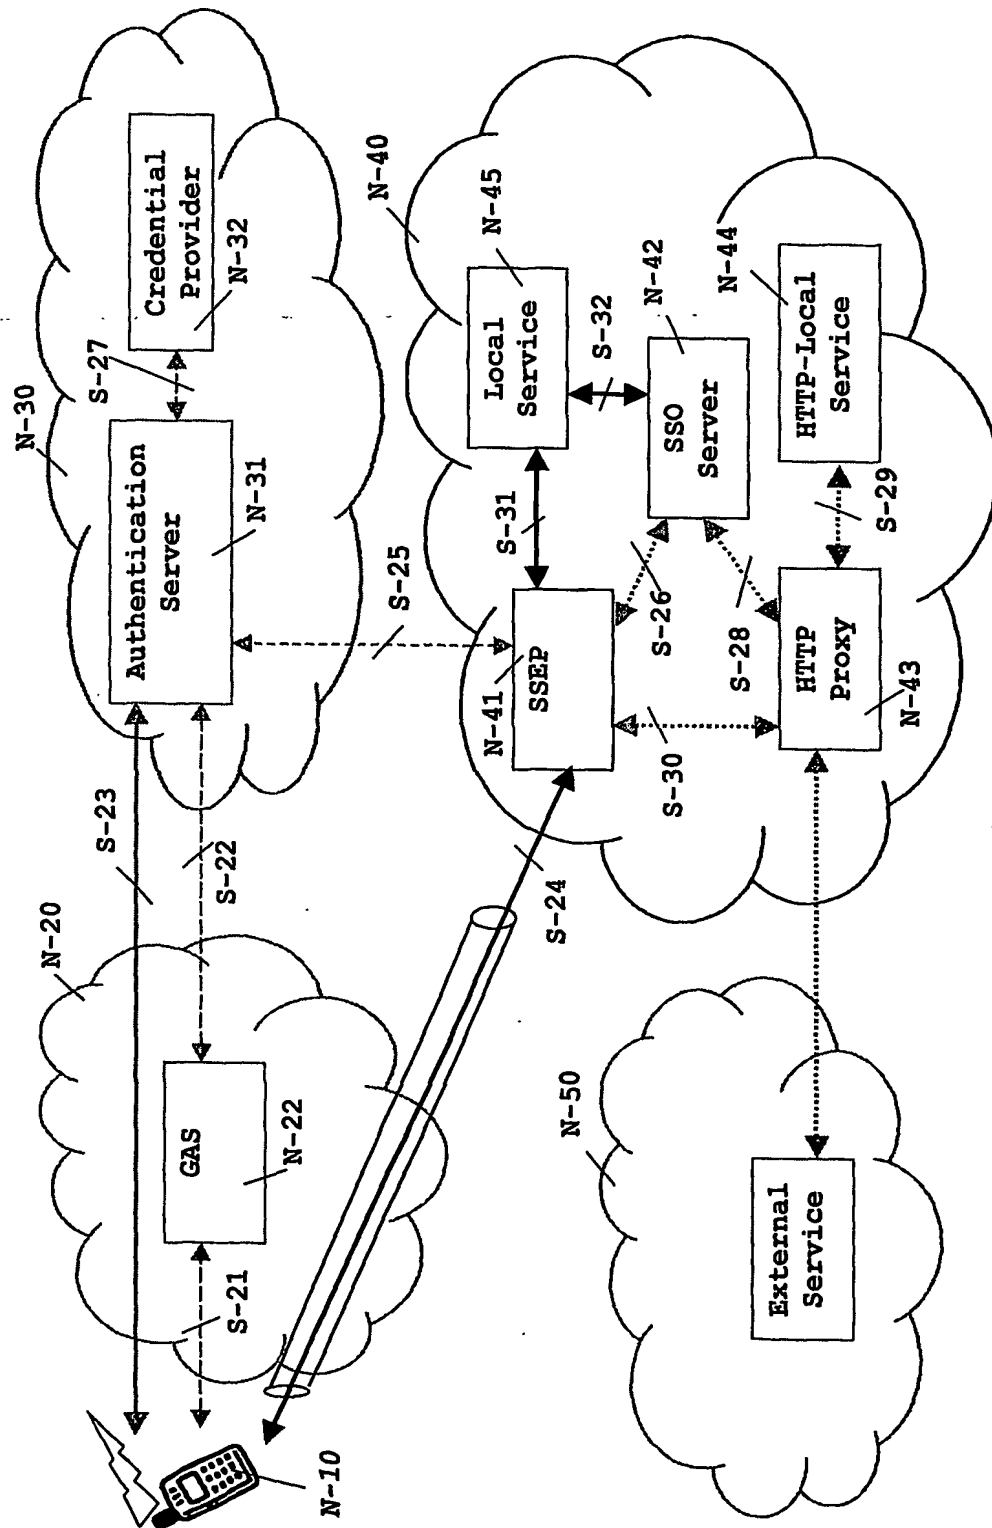 N-30
S-27
Credential
Provider
N-32
Authentication
Server
N-31
S-23
S-22
N-20
GAS
N-22
S-21
N-10
S-25
N-40
Local
Service
N-45
S-31
S-32
SSO
Server
N-42
N-41
SSEP
S-26
S-24
S-30
S-28
HTTP
Proxy
N-43
HTTP-Local
Service
N-44
S-29
N-50
External
Service